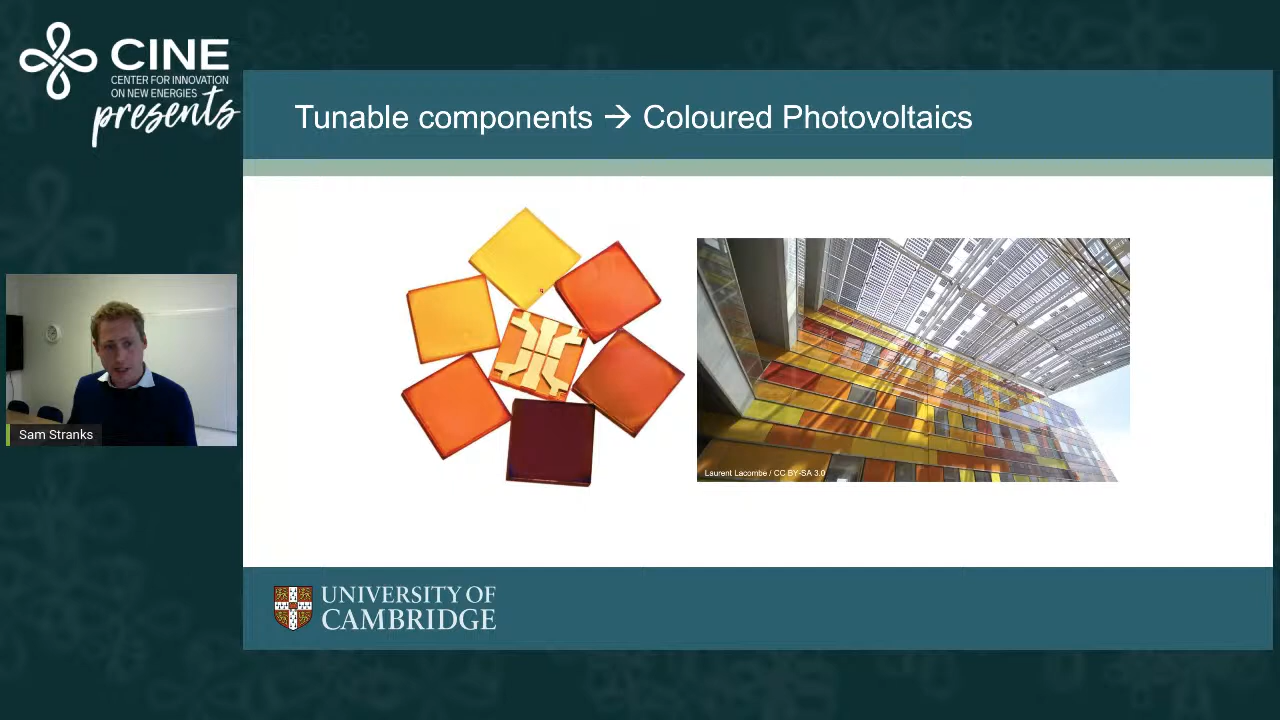 CINE
CENTER FOR INNOVATION
ON NEW ENERGIES
presents
Tunable components → Coloured Photovoltaics
Sam Stranks
Laurent Lacombe / CC BY-SA 3.0
UNIVERSITY OF
CAMBRIDGE